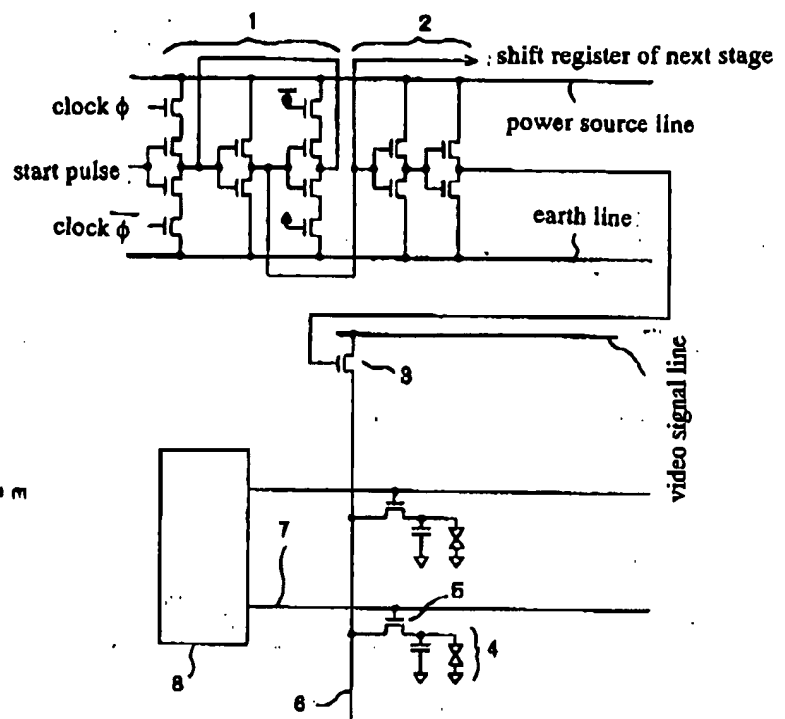 1
2
shift register of next stage
clock ϕ
ϕ̅
power source line
start pulse
earth line
clock ϕ̅
ϕ
3
video signal line
7
5
4
8
6